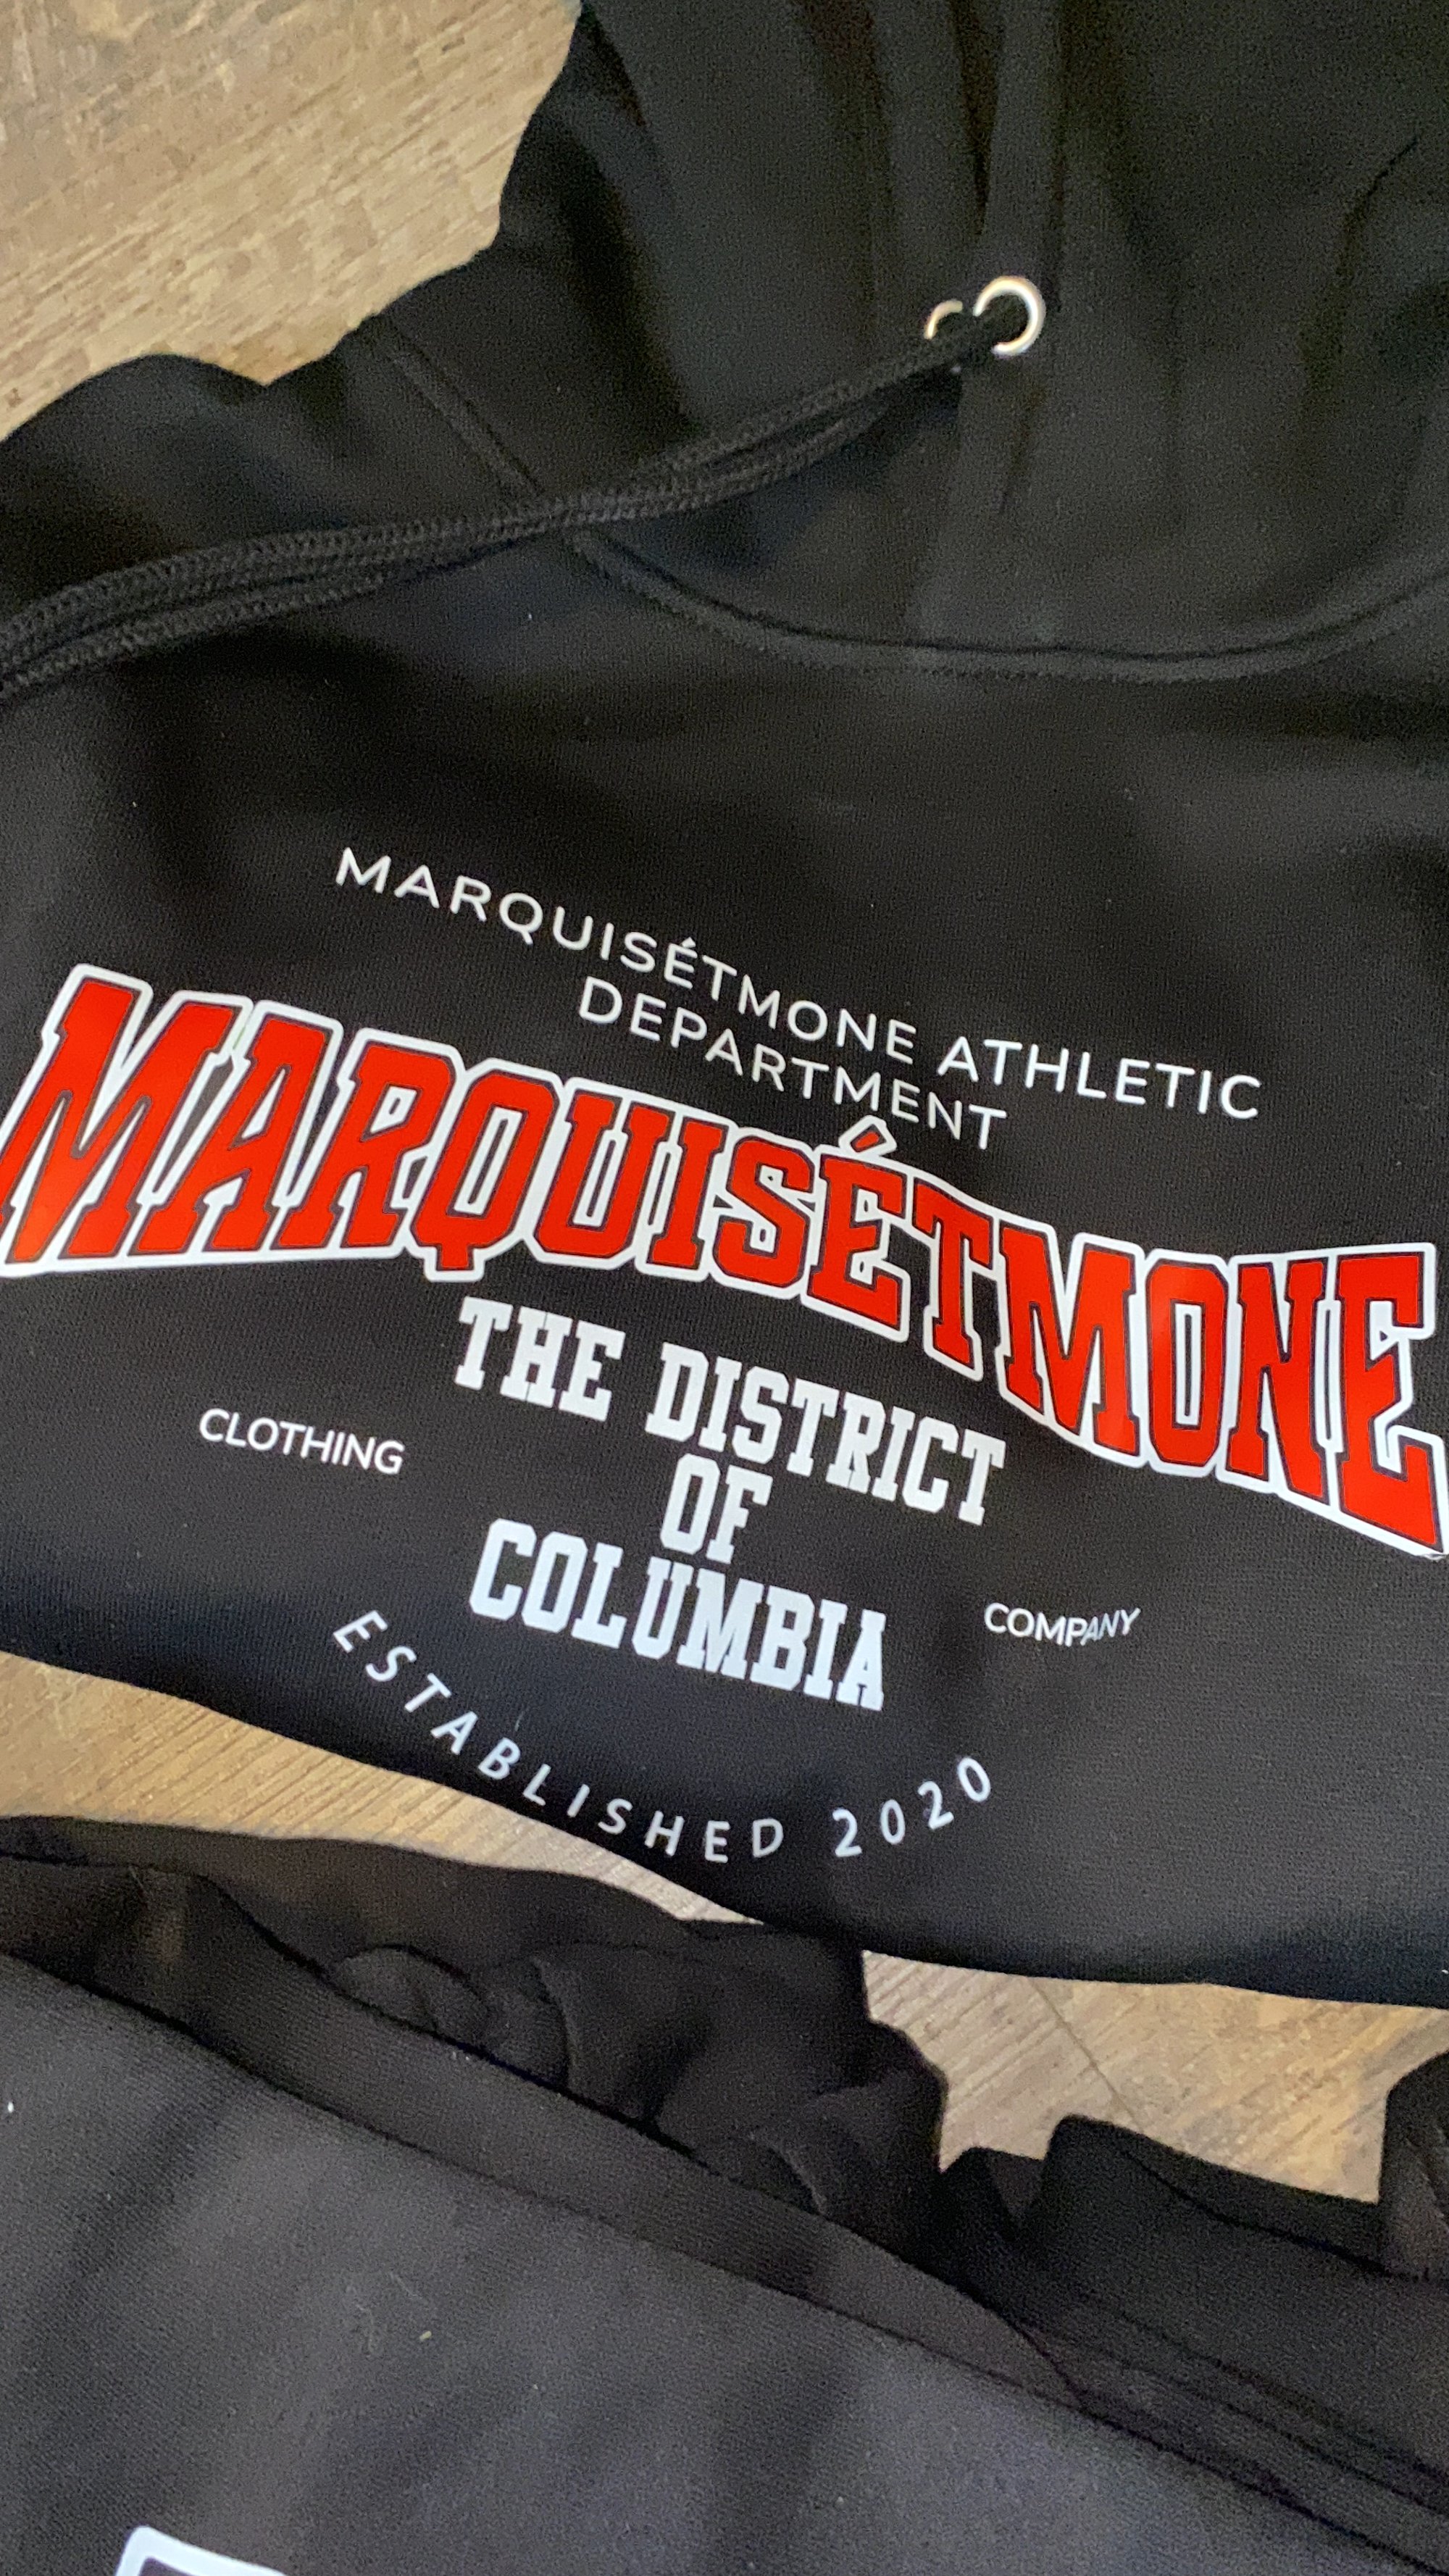 MARQUISÉTMONE ATHLETIC
DEPARTMENT
MARQUISÉTMONE
THE DISTRICT
OF
COLUMBIA
CLOTHING
COMPANY
ESTABLISHED 2020